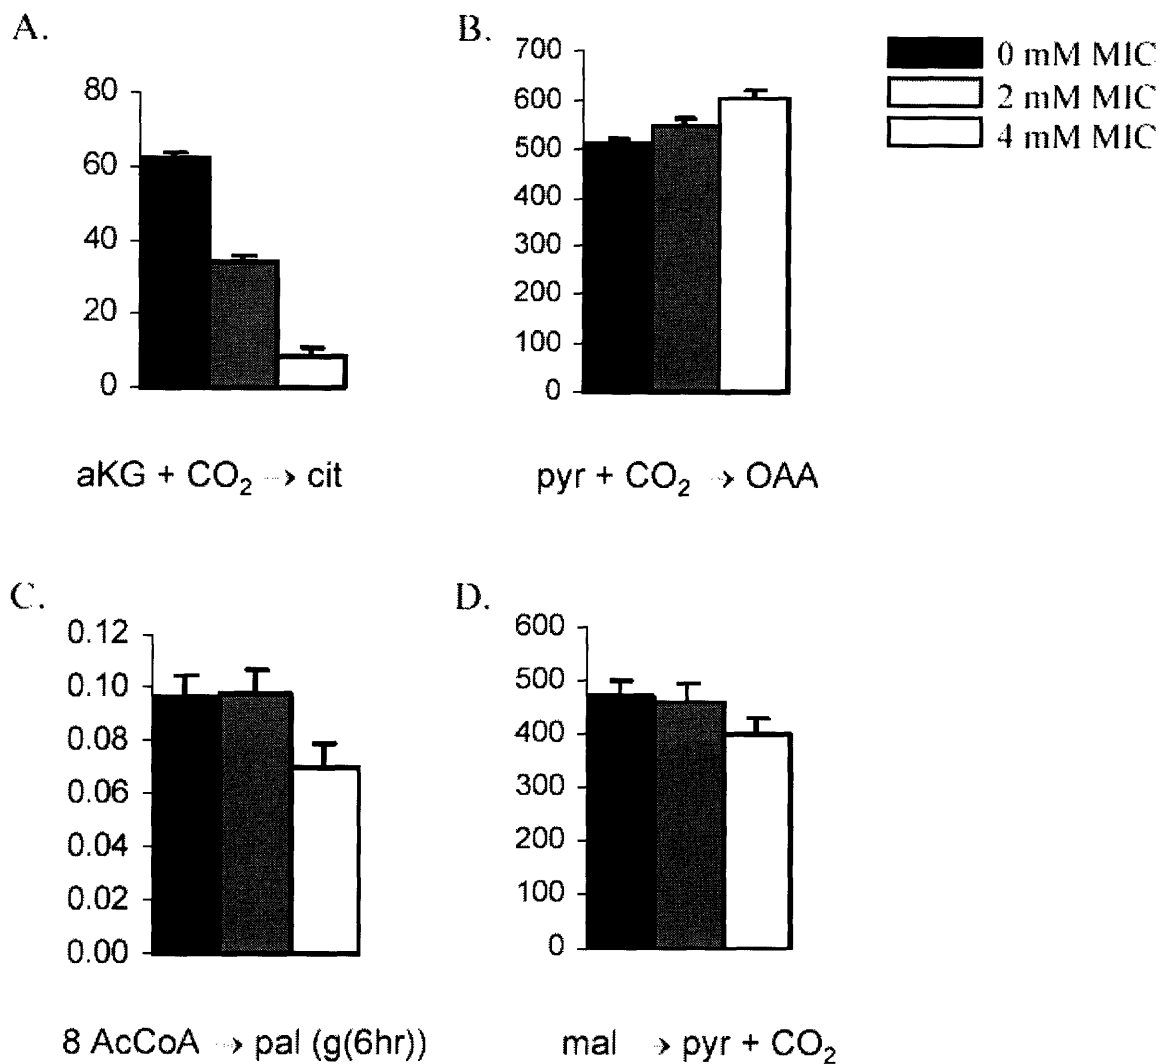 A.
80
60
40
20
0
aKG + CO₂ → cit
B.
700
600
500
400
300
200
100
0
pyr + CO₂ → OAA
0 mM MIC
2 mM MIC
4 mM MIC
C.
0.12
0.10
0.08
0.06
0.04
0.02
0.00
8 AcCoA → pal (g(6hr))
D.
600
500
400
300
200
100
0
mal → pyr + CO₂